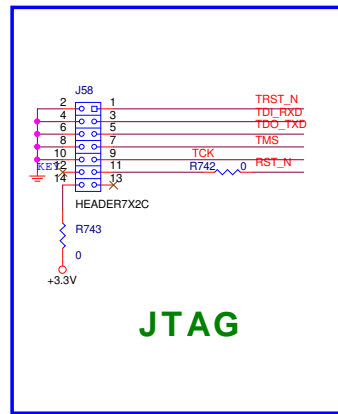 J58
2 1 TRST_N
4 3 TDI_RXD
6 5 TDO_TXD
8 7 TMS
10 9 TCK
KEY 12 11 R742 0 RST_N
14 13
HEADER7X2C
R743
0
+3.3V
JTAG